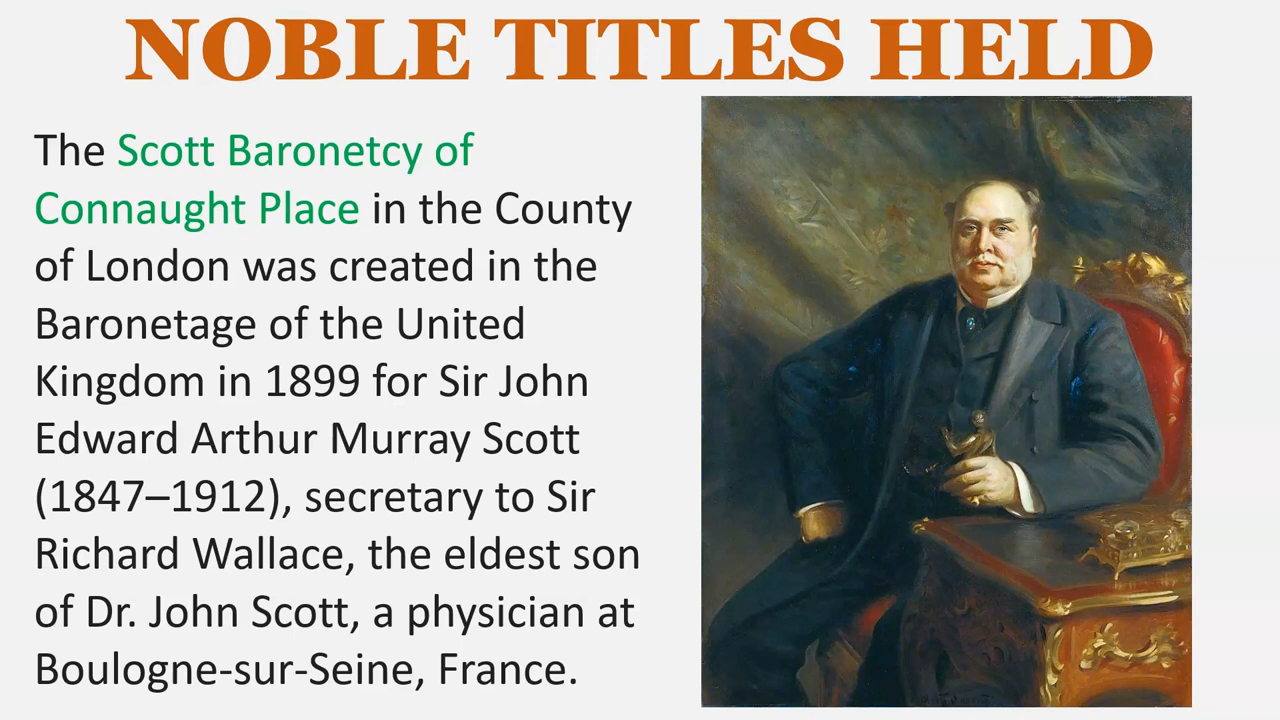 NOBLE TITLES HELD
The Scott Baronetcy of
Connaught Place in the County
of London was created in the
Baronetage of the United
Kingdom in 1899 for Sir John
Edward Arthur Murray Scott
(1847–1912), secretary to Sir
Richard Wallace, the eldest son
of Dr. John Scott, a physician at
Boulogne-sur-Seine, France.